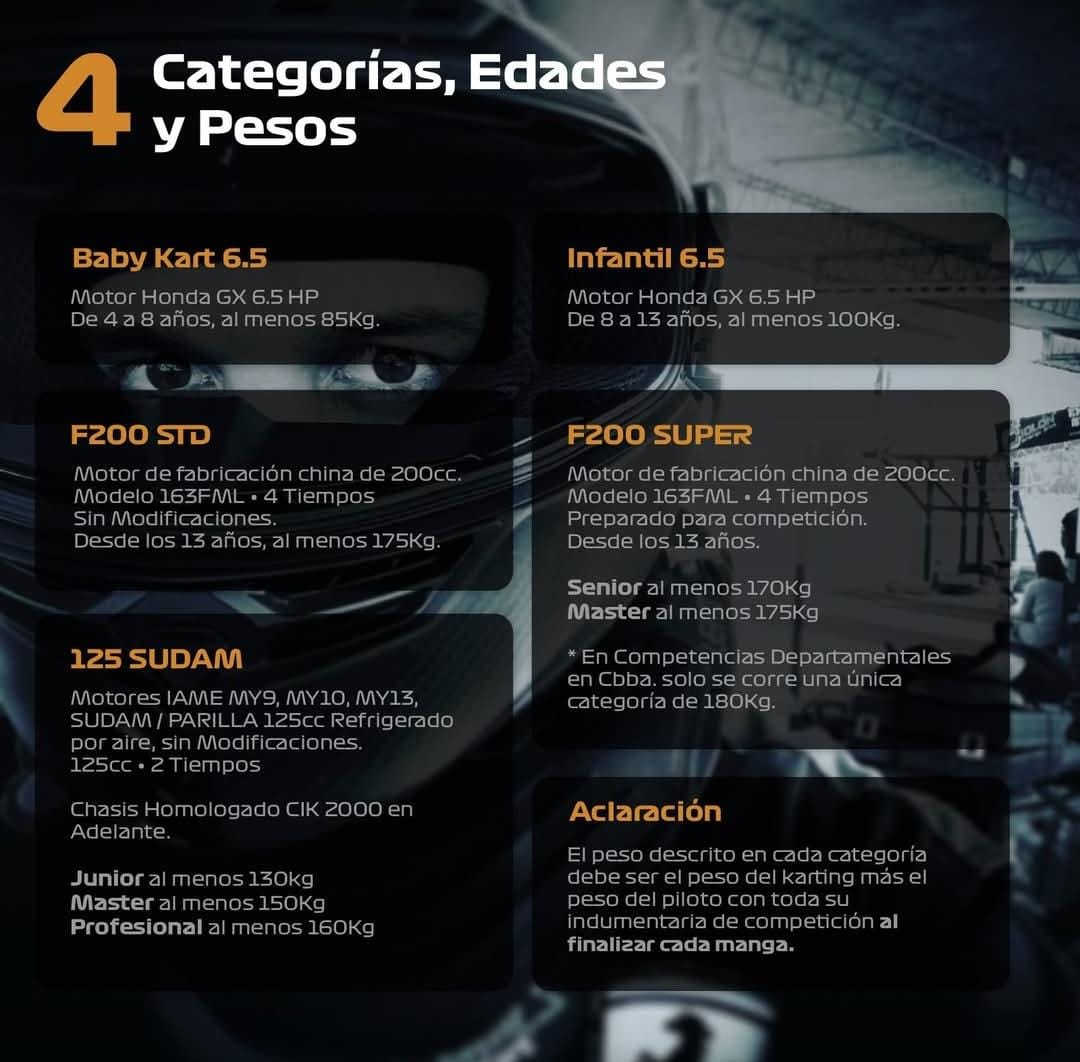 4
Categorías, Edades
y Pesos
Baby Kart 6.5
Motor Honda GX 6.5 HP
De 4 a 8 años, al menos 85Kg.
Infantil 6.5
Motor Honda GX 6.5 HP
De 8 a 13 años, al menos 100Kg.
F200 STD
Motor de fabricación china de 200cc.
Modelo 163FML • 4 Tiempos
Sin Modificaciones.
Desde los 13 años, al menos 175Kg.
F200 SUPER
Motor de fabricación china de 200cc.
Modelo 163FML • 4 Tiempos
Preparado para competición.
Desde los 13 años.
Senior al menos 170Kg
Master al menos 175Kg
* En Competencias Departamentales
en Cbba. solo se corre una única
categoría de 180Kg.
125 SUDAM
Motores IAME MY9, MY10, MY13,
SUDAM / PARILLA 125cc Refrigerado
por aire, sin Modificaciones.
125cc • 2 Tiempos
Chasis Homologado CIK 2000 en
Adelante.
Junior al menos 130kg
Master al menos 150Kg
Profesional al menos 160Kg
Aclaración
El peso descrito en cada categoría
debe ser el peso del karting más el
peso del piloto con toda su
indumentaria de competición al
finalizar cada manga.